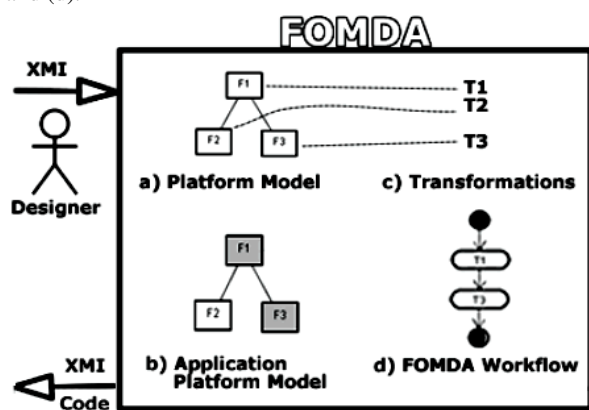 and (b).
FOMDA
XMI
F1
T1
T2
F2
F3
T3
a) Platform Model
c) Transformations
Designer
F1
T1
F2
F3
T3
XMI
b) Application
Platform Model
d) FOMDA Workflow
Code